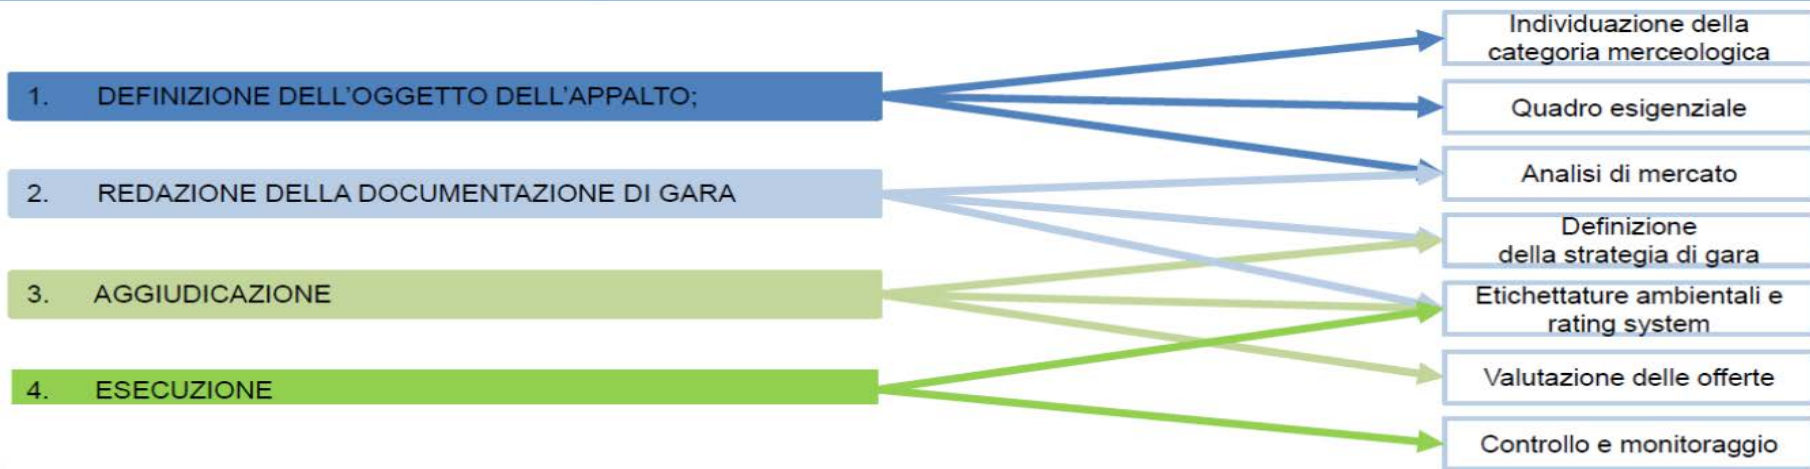 1. DEFINIZIONE DELL'OGGETTO DELL'APPALTO;
2. REDAZIONE DELLA DOCUMENTAZIONE DI GARA
3. AGGIUDICAZIONE
4. ESECUZIONE
Individuazione della
categoria merceologica
Quadro esigenziale
Analisi di mercato
Definizione
della strategia di gara
Etichettature ambientali e
rating system
Valutazione delle offerte
Controllo e monitoraggio